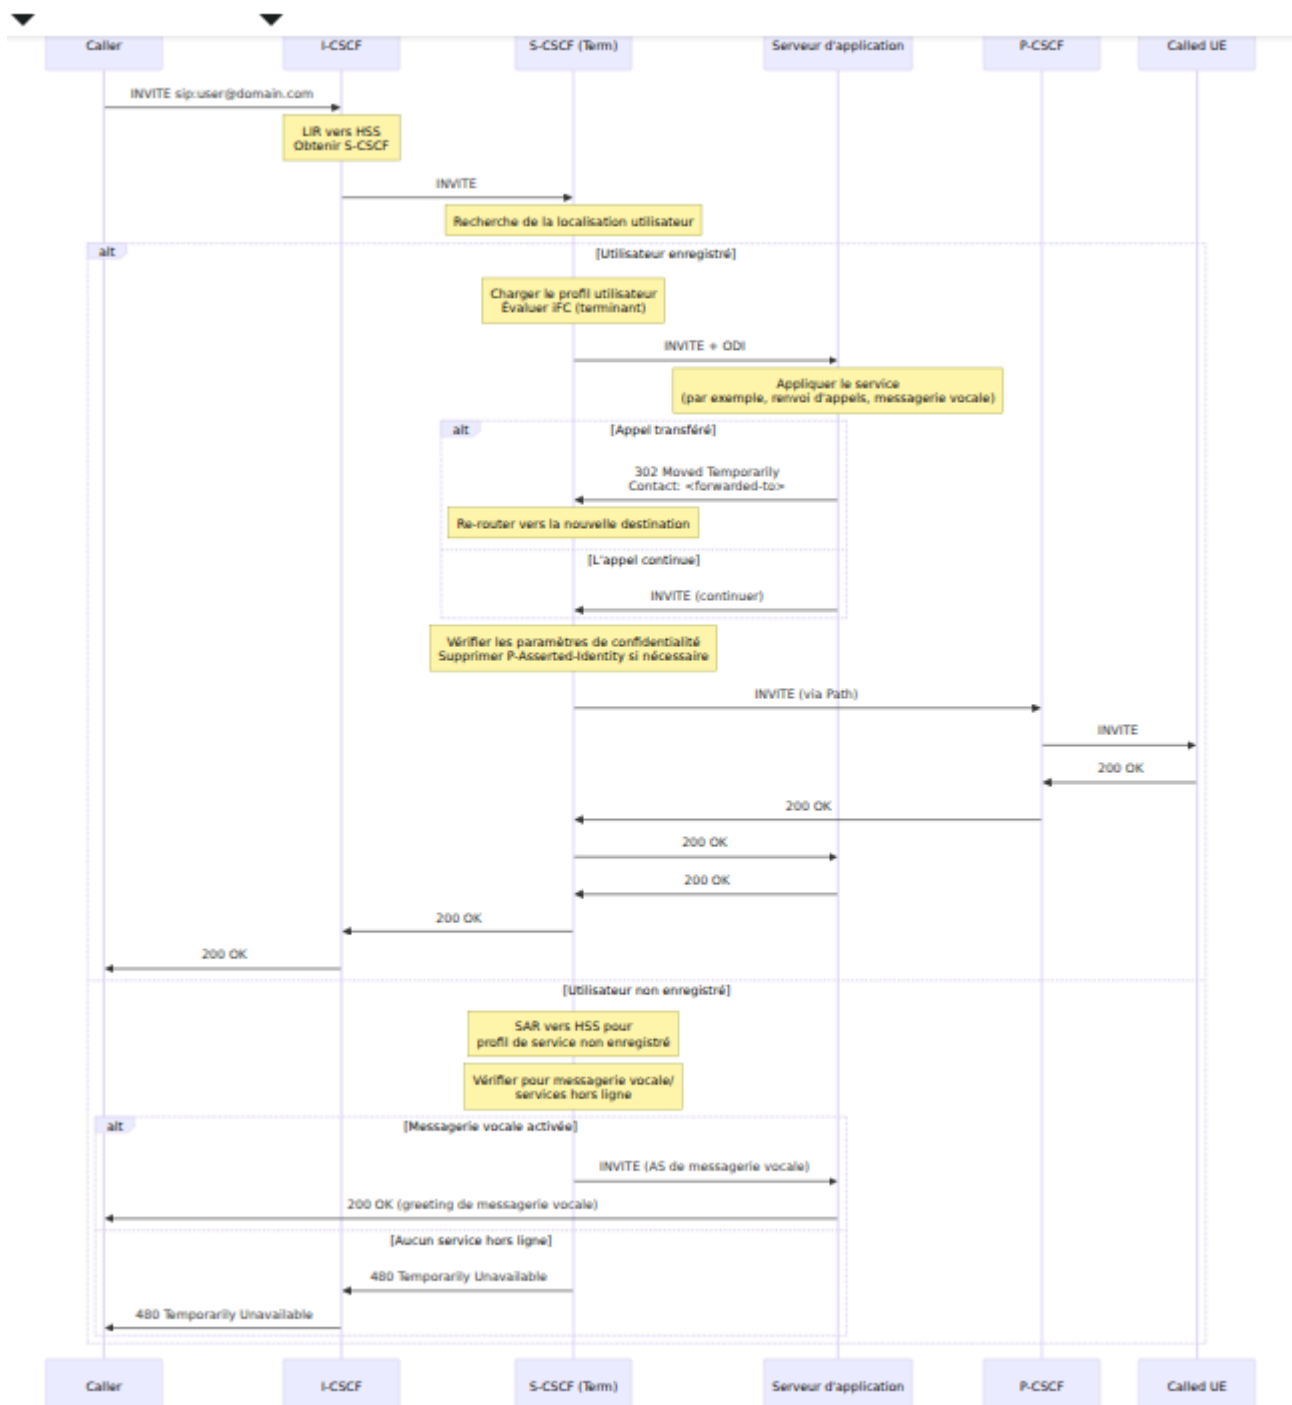 Caller
I-CSCF
S-CSCF (Term)
Serveur d'application
P-CSCF
Called UE
INVITE sip:user@domain.com
LIR vers HSS
Obtenir S-CSCF
INVITE
Recherche de la localisation utilisateur
alt
[Utilisateur enregistré]
Charger le profil utilisateur
Évaluer iFC (terminant)
INVITE + ODI
Appliquer le service
(par exemple, renvoi d'appels, messagerie vocale)
alt
[Appel transféré]
302 Moved Temporarily
Contact: <forwarded-to>
Re-router vers la nouvelle destination
[L'appel continue]
INVITE (continuer)
Vérifier les paramètres de confidentialité
Supprimer P-Asserted-Identity si nécessaire
INVITE (via Path)
INVITE
200 OK
200 OK
200 OK
200 OK
200 OK
200 OK
[Utilisateur non enregistré]
SAR vers HSS pour
profil de service non enregistré
Vérifier pour messagerie vocale/
services hors ligne
alt
[Messagerie vocale activée]
INVITE (AS de messagerie vocale)
200 OK (greeting de messagerie vocale)
[Aucun service hors ligne]
480 Temporarily Unavailable
480 Temporarily Unavailable
Caller
I-CSCF
S-CSCF (Term)
Serveur d'application
P-CSCF
Called UE